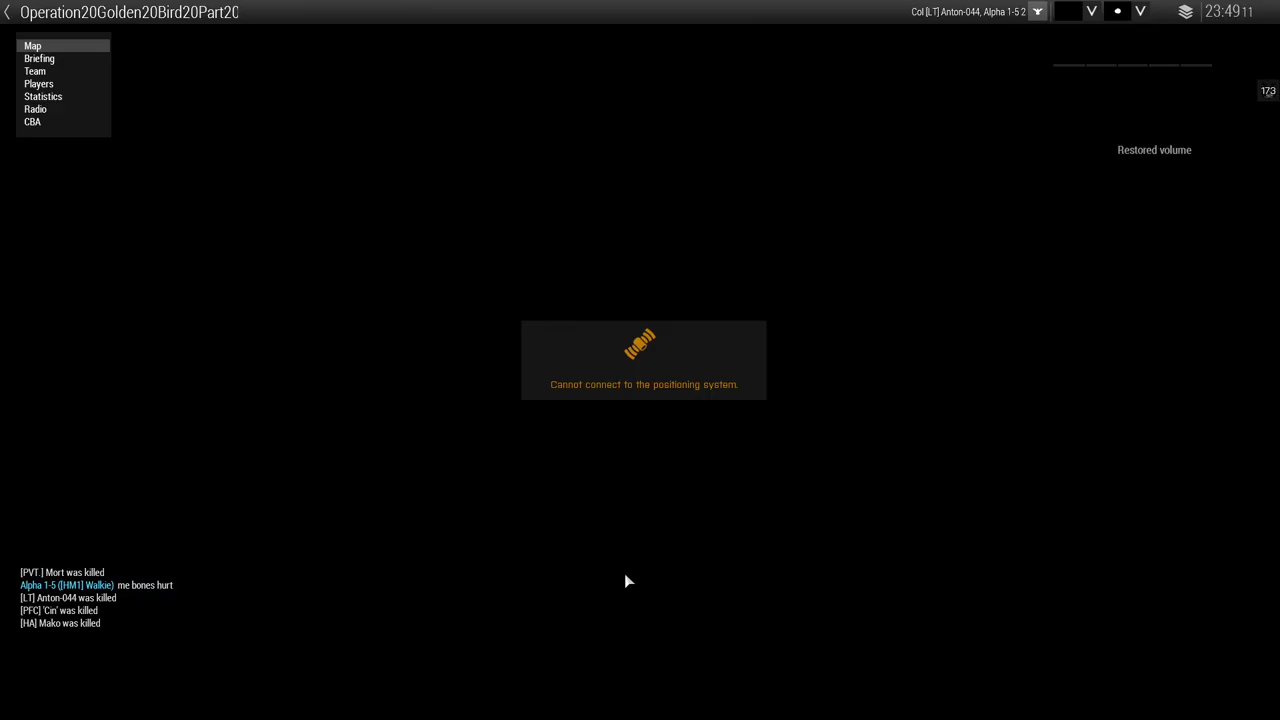 Operation20Golden20Bird20Part20
Col [LT] Anton-044, Alpha 1-5 2
23:49 11
Map
Briefing
Team
Players
Statistics
Radio
CBA
173
Restored volume
Cannot connect to the positioning system.
[PVT.] Mort was killed
Alpha 1-5 ([HM1] Walkie) me bones hurt
[LT] Anton-044 was killed
[PFC] 'Cin' was killed
[HA] Mako was killed